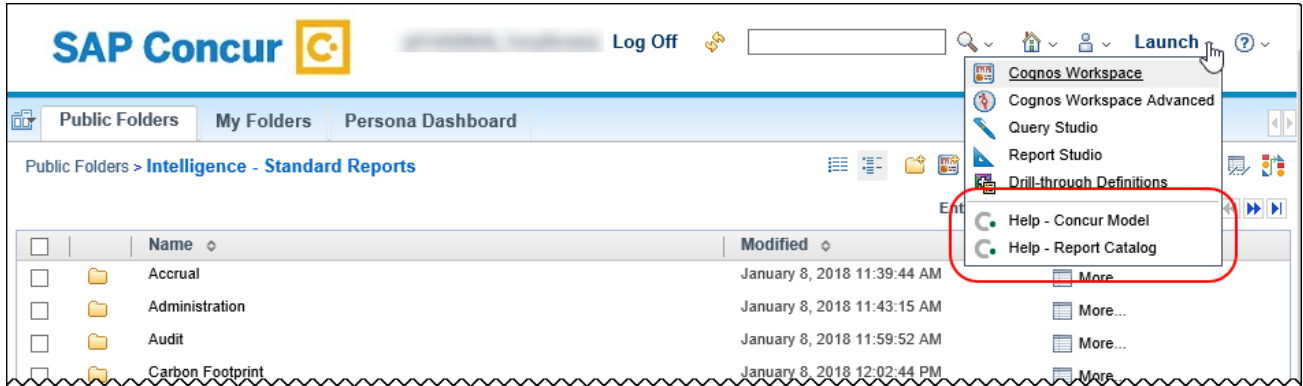 SAP Concur C. Log Off Launch
Cognos Workspace
Cognos Workspace Advanced
Public Folders My Folders Persona Dashboard
Query Studio
Public Folders > Intelligence - Standard Reports
Report Studio
Drill-through Definitions
Ent
Help - Concur Model
Name Modified
Help - Report Catalog
Accrual January 8, 2018 11:39:44 AM More...
Administration January 8, 2018 11:43:15 AM More...
Audit January 8, 2018 11:59:52 AM More...
Carbon Footprint January 8, 2018 12:02:44 PM More...